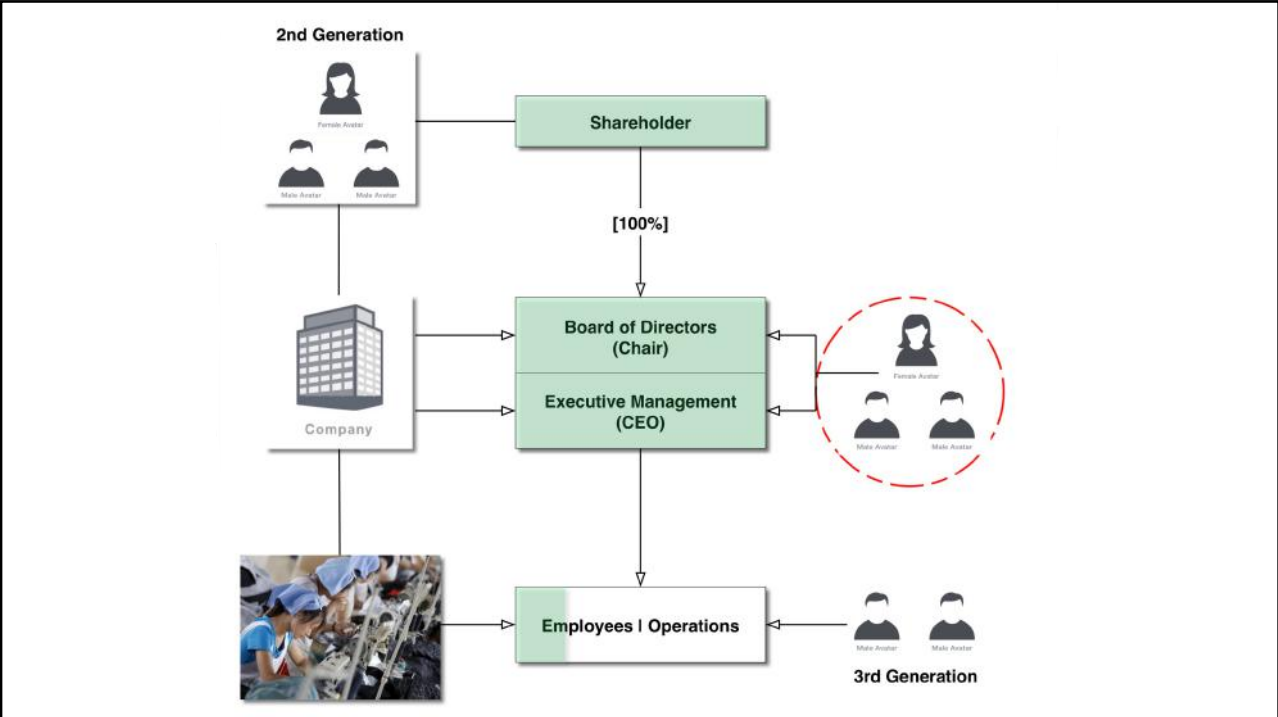 2nd Generation
Female Avatar
Male Avatar
Male Avatar
Shareholder
[100%]
Company
Board of Directors
(Chair)
Executive Management
(CEO)
Female Avatar
Male Avatar
Male Avatar
Employees | Operations
Male Avatar
Male Avatar
3rd Generation